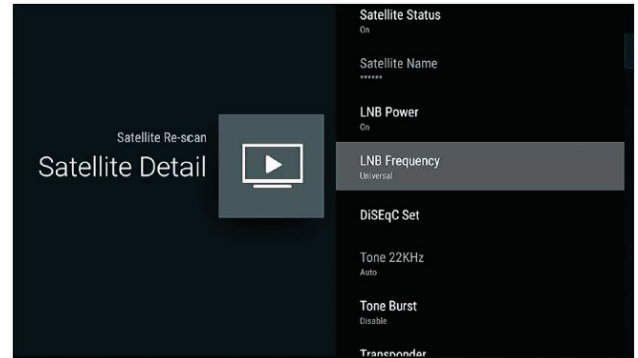 Satellite Re-scan
Satellite Detail
Satellite Status
On
Satellite Name
******
LNB Power
On
LNB Frequency
Universal
DiSEqC Set
Tone 22KHz
Auto
Tone Burst
Disable
Transponder